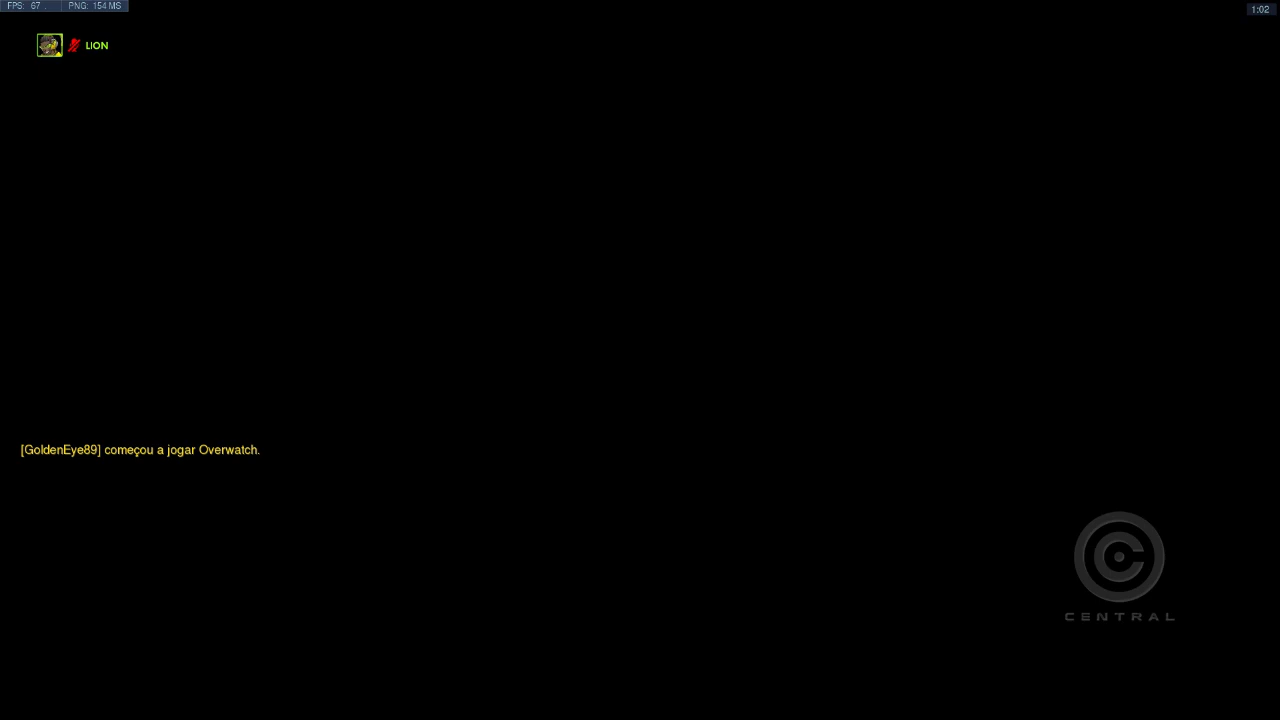 FPS: 67 . PNG: 154 MS
1:02
LION
[GoldenEye89] começou a jogar Overwatch.
CENTRAL